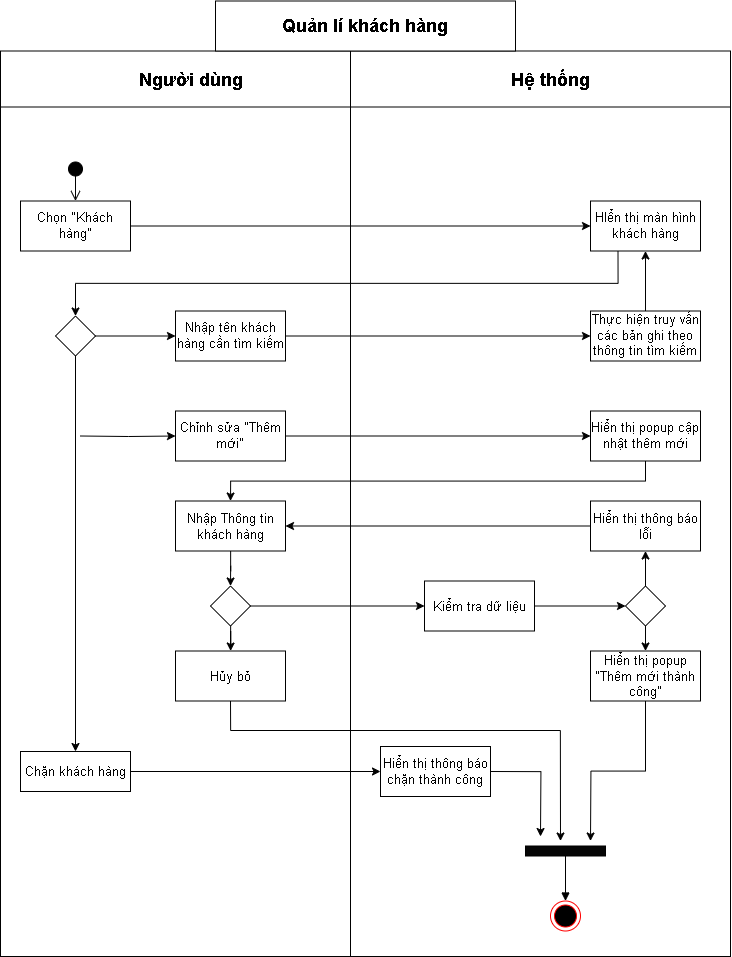 Quản lí khách hàng
Người dùng
Hệ thống
Chọn "Khách
hàng"
HIển thị màn hình
khách hàng
Nhập tên khách
hàng cần tìm kiếm
Thực hiện truy vấn
các bản ghi theo
thông tin tìm kiếm
Chỉnh sửa "Thêm
mới"
Hiển thị popup cập
nhật thêm mới
Nhập Thông tin
khách hàng
Hiển thị thông báo
lỗi
Kiểm tra dữ liệu
Hủy bỏ
Hiển thị popup
"Thêm mới thành
công"
Chặn khách hàng
Hiển thị thông báo
chặn thành công